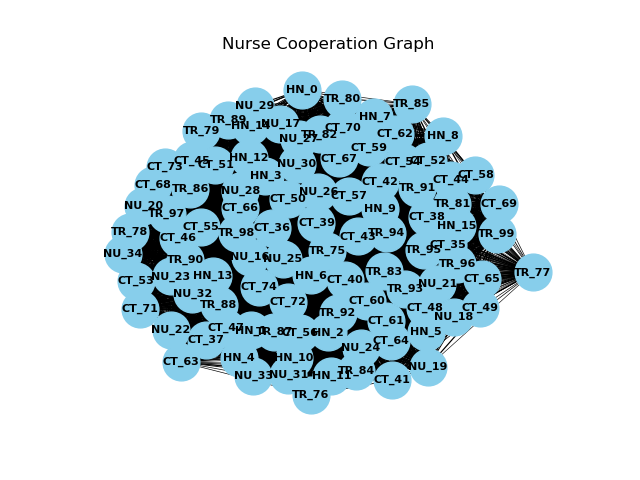 Nurse Cooperation Graph
HN_0
TR_80
NU_29
TR_85
HN_7
TR_89
NU_17
HN_14
CT_70
TR_79
TR_82
CT_62
HN_8
NU_27
CT_59
HN_12
CT_67
CT_45
CT_51
CT_54
CT_52
CT_73
NU_30
HN_3
CT_58
CT_44
CT_42
CT_68
TR_86
NU_28
NU_26
TR_91
CT_57
CT_50
CT_69
TR_81
NU_20
CT_66
HN_9
TR_97
CT_38
CT_39
HN_15
CT_55
CT_36
TR_78
TR_98
TR_94
TR_99
CT_46
CT_43
CT_35
TR_95
TR_75
NU_34
NU_16
NU_25
TR_90
TR_96
TR_83
TR_77
NU_23
HN_13
HN_6
CT_40
CT_65
CT_53
NU_21
CT_74
TR_93
NU_32
CT_60
CT_72
TR_88
CT_48
CT_49
CT_71
TR_92
NU_18
CT_61
NU_22
CT_47
HN_1
TR_87
CT_56
HN_2
HN_5
CT_37
CT_64
NU_24
HN_4
HN_10
CT_63
NU_19
TR_84
NU_33
NU_31
HN_11
CT_41
TR_76